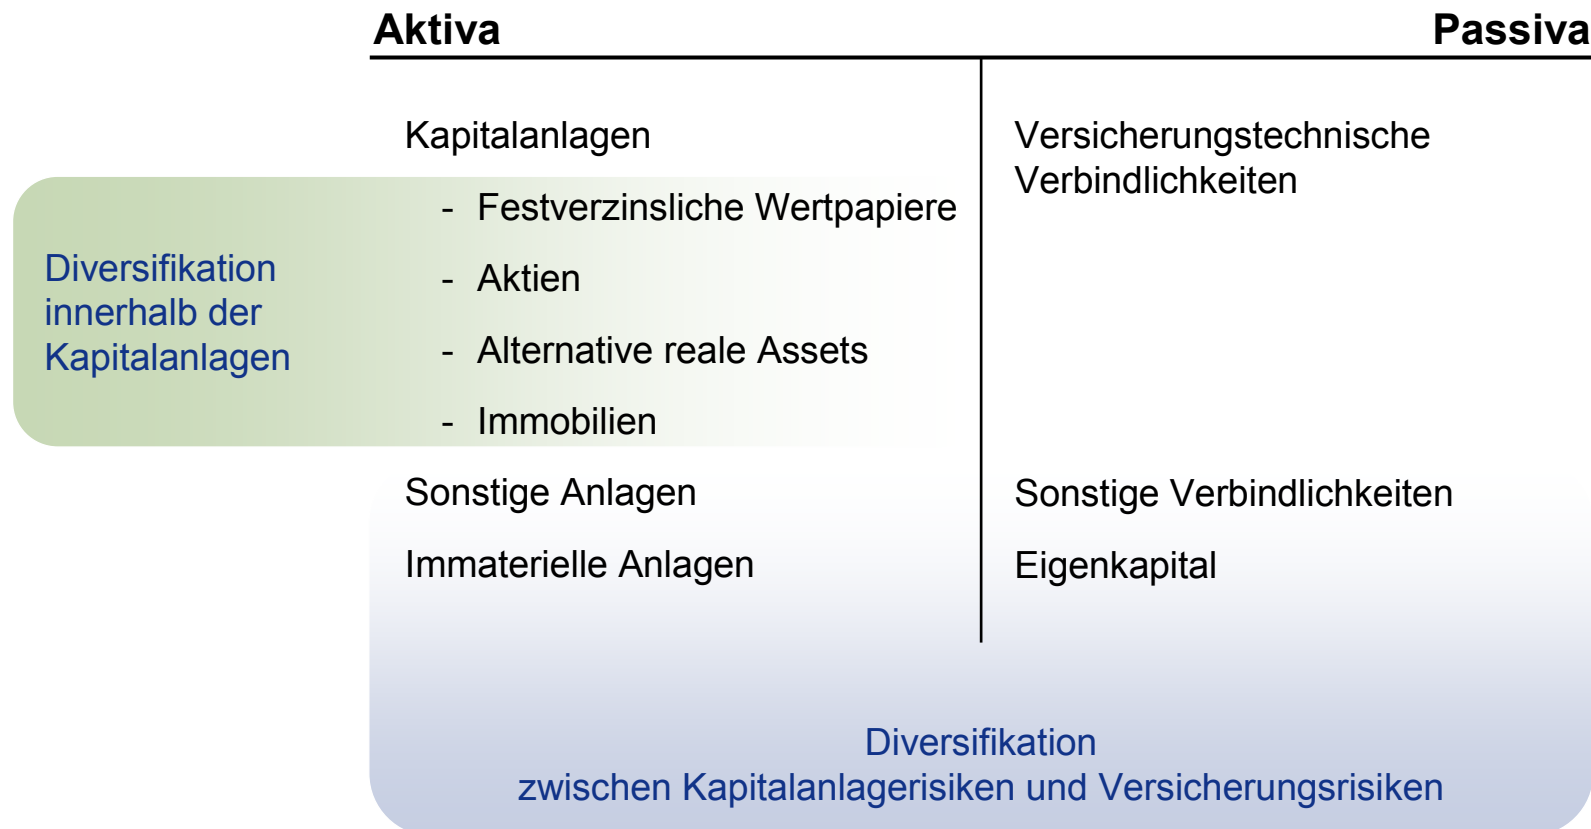 Aktiva Passiva
Kapitalanlagen
- Festverzinsliche Wertpapiere
- Aktien
- Alternative reale Assets
- Immobilien
Sonstige Anlagen
Immaterielle Anlagen
Versicherungstechnische
Verbindlichkeiten
Sonstige Verbindlichkeiten
Eigenkapital
Diversifikation
innerhalb der
Kapitalanlagen
Diversifikation
zwischen Kapitalanlagerisiken und Versicherungsrisiken